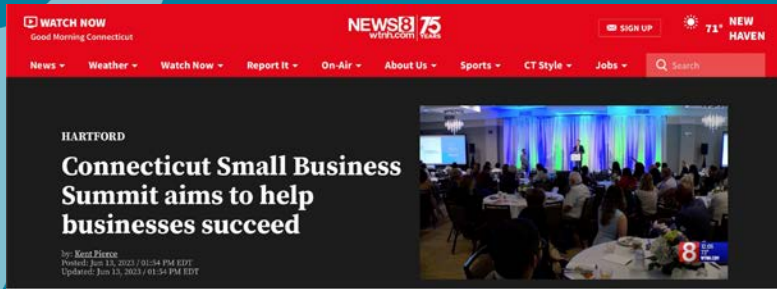 WATCH NOW
Good Morning Connecticut
NEWS 8 75 YEARS
wtnh.com
SIGN UP
71° NEW HAVEN
News Weather Watch Now Report It On-Air About Us Sports CT Style Jobs Search
HARTFORD
Connecticut Small Business
Summit aims to help
businesses succeed
by: Kent Pierce
Posted: Jun 13, 2023 / 01:54 PM EDT
Updated: Jun 13, 2023 / 01:54 PM EDT
8